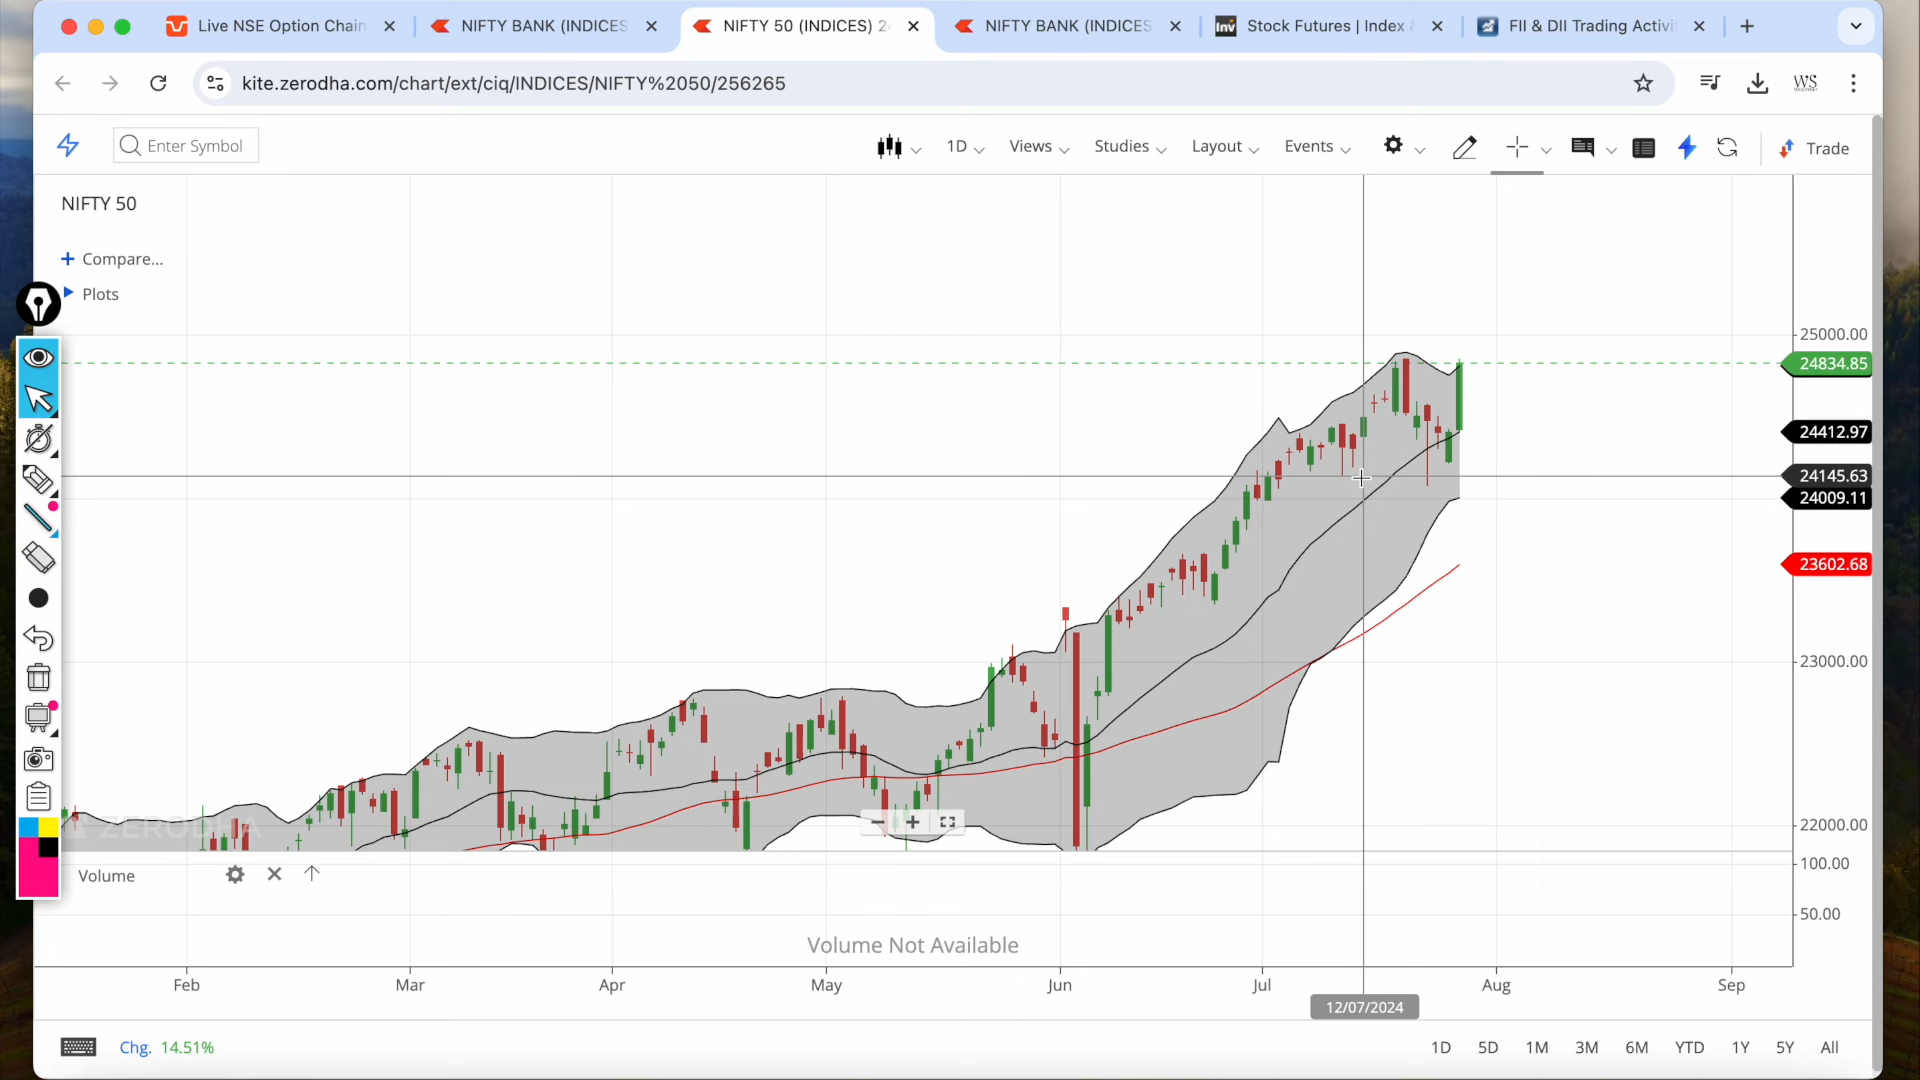 Live NSE Option Chain
NIFTY BANK (INDICES
NIFTY 50 (INDICES) 2
NIFTY BANK (INDICES
Inv
Stock Futures | Index
FII & DII Trading Activi
kite.zerodha.com/chart/ext/ciq/INDICES/NIFTY%2050/256265
WS
Enter Symbol
1D
Views
Studies
Layout
Events
Trade
NIFTY 50
Compare...
Plots
25000.00
24834.85
24412.97
24145.63
24009.11
23602.68
23000.00
22000.00
ZERODHA
100.00
Volume
50.00
Volume Not Available
Feb
Mar
Apr
May
Jun
Jul
Aug
Sep
12/07/2024
Chg. 14.51%
1D
5D
1M
3M
6M
YTD
1Y
5Y
All